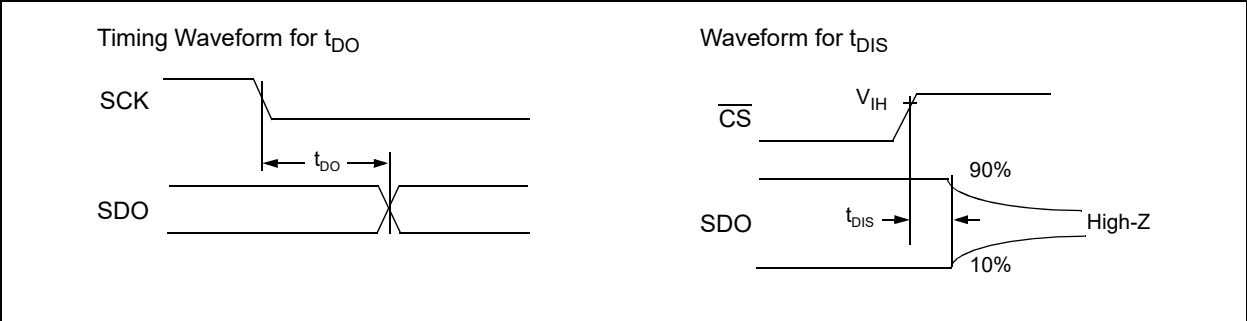 Timing Waveform for tDO
SCK
tDO
SDO
Waveform for tDIS
VIH
CS
90%
tDIS
SDO
High-Z
10%